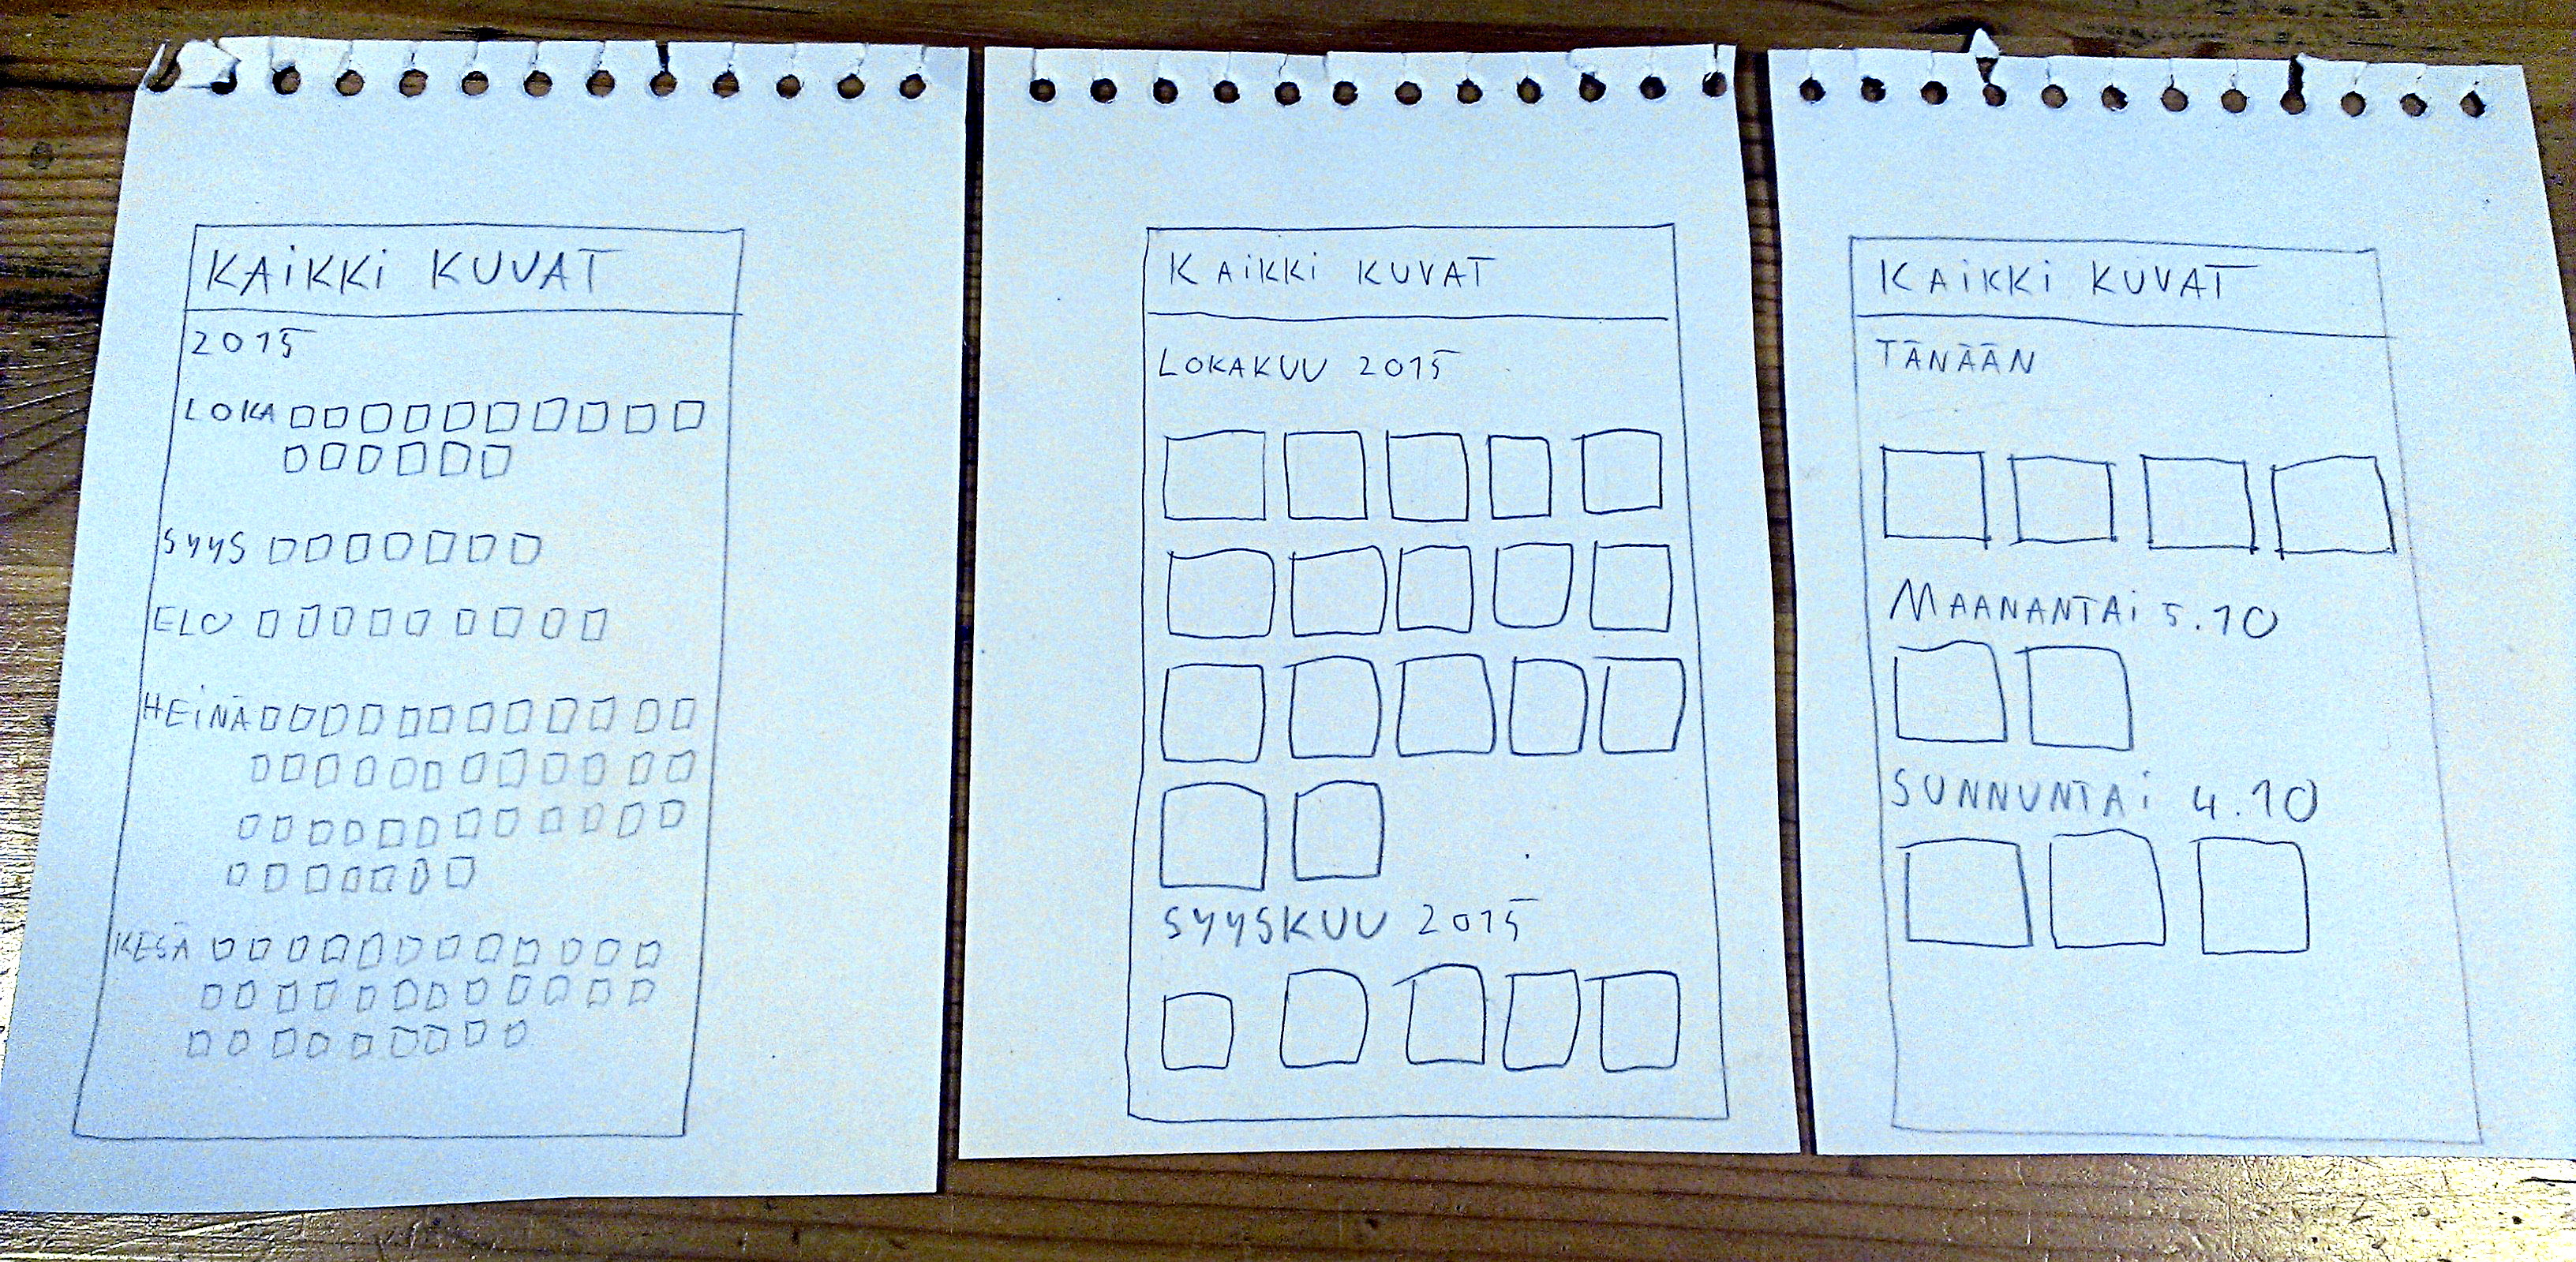 KAiKKi KUVAT
2015
LOKA
SYYS
ELO
HEiNÄ
KESÄ
KAiKKi KUVAT
LOKAKUU 2015
SYYSKUU 2015
KAiKKi KUVAT
TÄNÄÄN
MAANANTAi 5.10
SUNNUNTAi 4.10